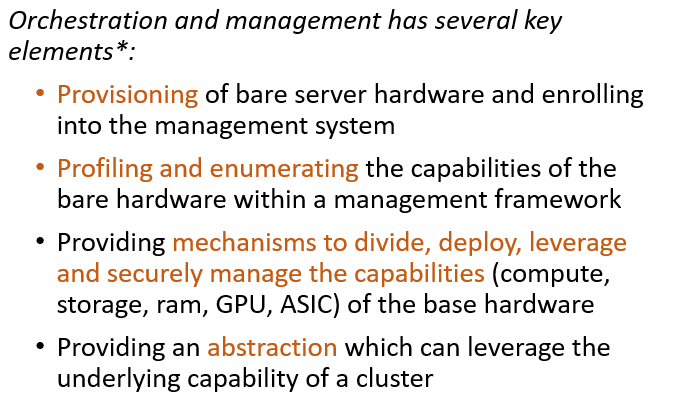 Orchestration and management has several key
elements*:
• Provisioning of bare server hardware and enrolling
into the management system
• Profiling and enumerating the capabilities of the
bare hardware within a management framework
• Providing mechanisms to divide, deploy, leverage
and securely manage the capabilities (compute,
storage, ram, GPU, ASIC) of the base hardware
• Providing an abstraction which can leverage the
underlying capability of a cluster